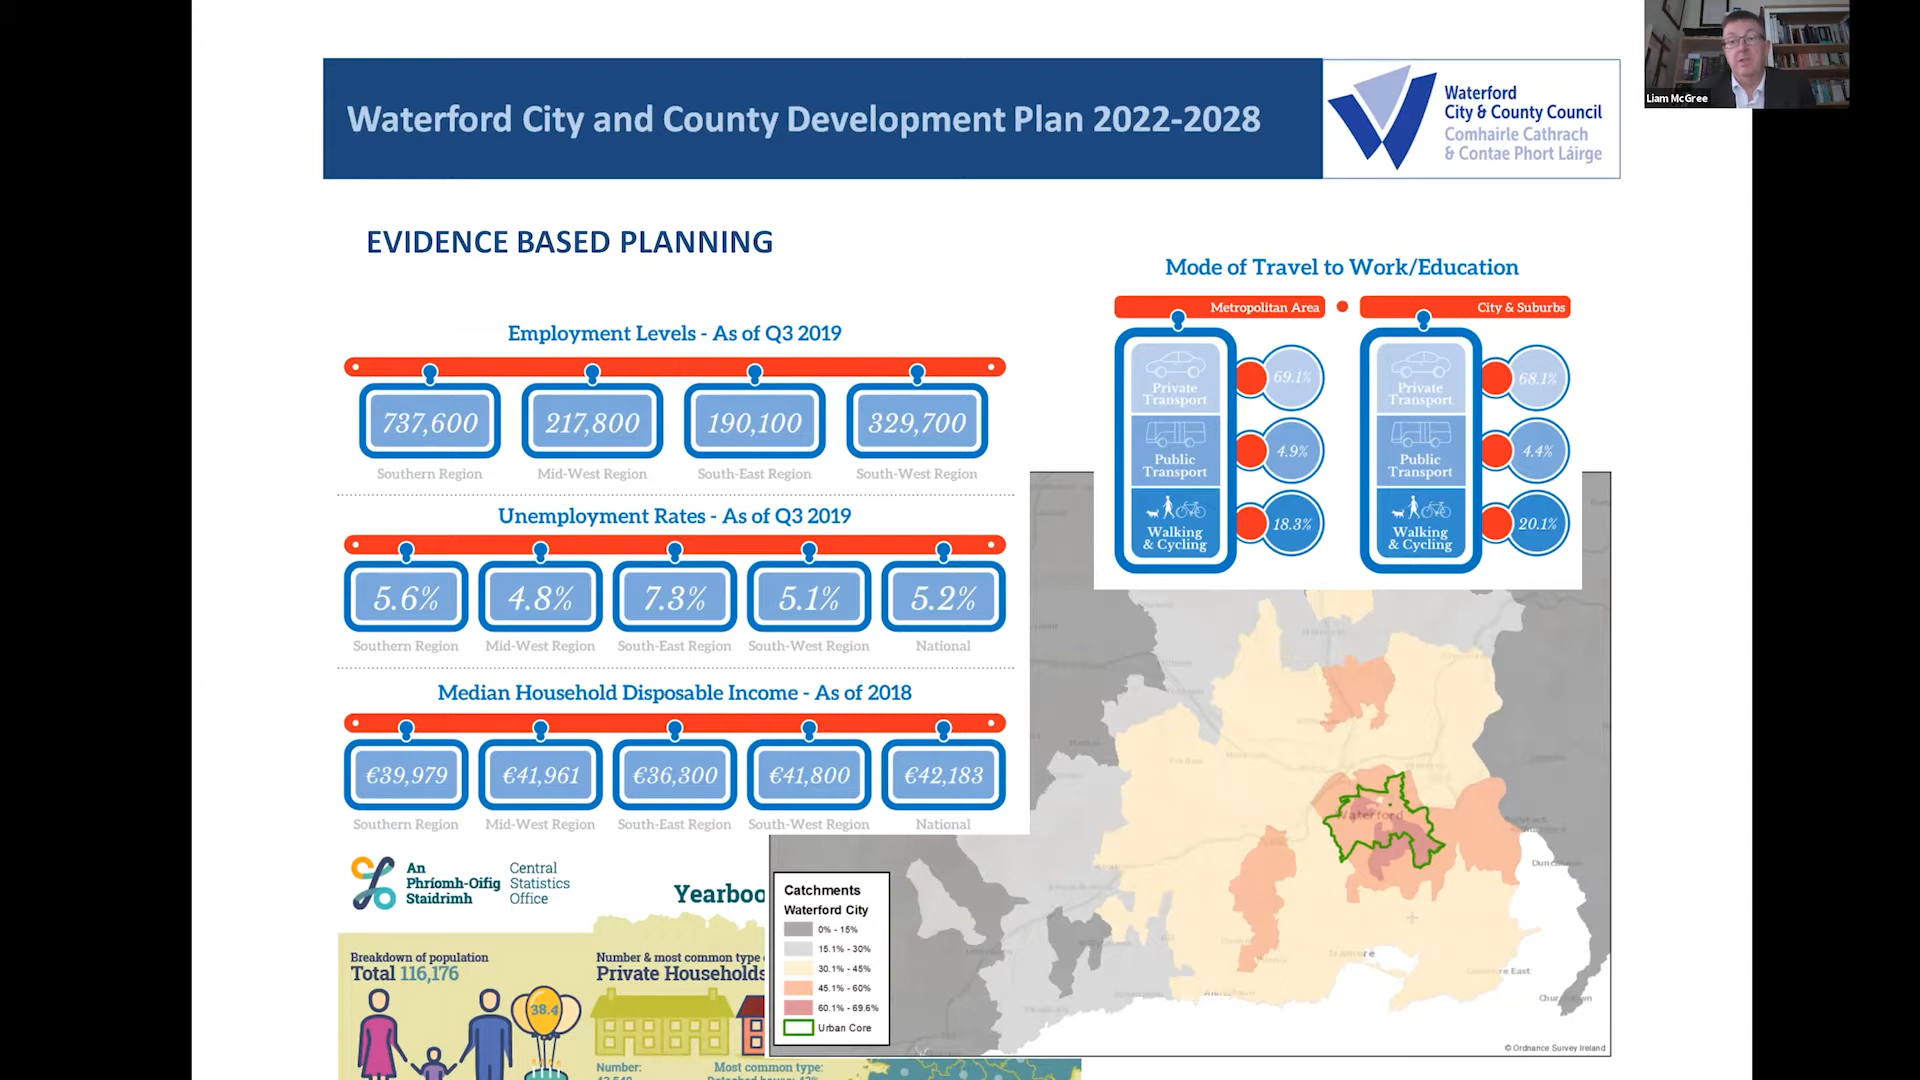 Liam McGree
Waterford City and County Development Plan 2022-2028
Waterford
City & County Council
Comhairle Cathrach
& Contae Phort Láirge
EVIDENCE BASED PLANNING
Mode of Travel to Work/Education
Metropolitan Area
City & Suburbs
Private
Transport
69.1%
Public
Transport
4.9%
Walking
& Cycling
18.3%
Private
Transport
68.1%
Public
Transport
4.4%
Walking
& Cycling
20.1%
Employment Levels - As of Q3 2019
737,600 217,800 190,100 329,700
Southern Region Mid-West Region South-East Region South-West Region
Unemployment Rates - As of Q3 2019
5.6% 4.8% 7.3% 5.1% 5.2%
Southern Region Mid-West Region South-East Region South-West Region National
Median Household Disposable Income - As of 2018
€39,979 €41,961 €36,300 €41,800 €42,183
Southern Region Mid-West Region South-East Region South-West Region National
An
Phríomh-Oifig
Staidrimh
Central
Statistics
Office
Yearboo
Breakdown of population
Total 116,176
38.4
Number & most common type
Private Households
Number:
Most common type:
Catchments
Waterford City
0% - 15%
15.1% - 30%
30.1% - 45%
45.1% - 60%
60.1% - 69.6%
Urban Core
Waterford
Tramore
© Ordnance Survey Ireland